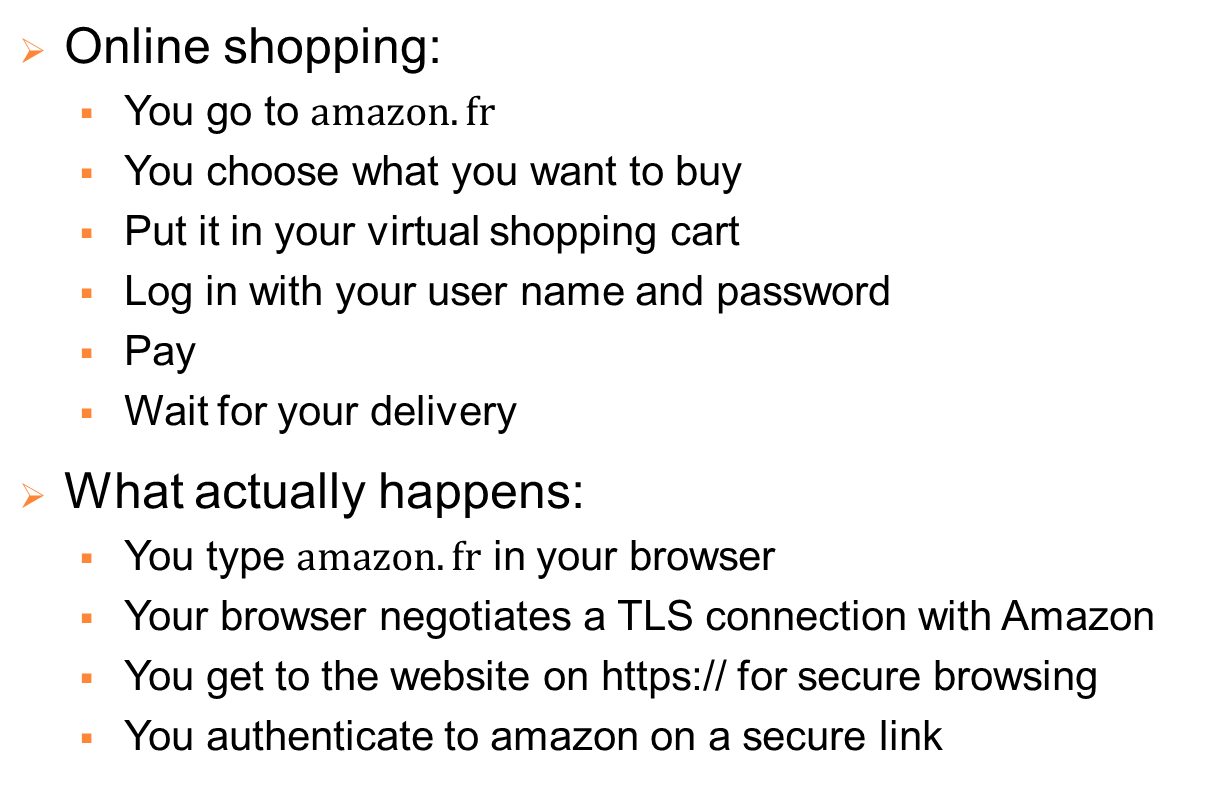 Online shopping:
You go to amazon.fr
You choose what you want to buy
Put it in your virtual shopping cart
Log in with your user name and password
Pay
Wait for your delivery
What actually happens:
You type amazon.fr in your browser
Your browser negotiates a TLS connection with Amazon
You get to the website on https:// for secure browsing
You authenticate to amazon on a secure link